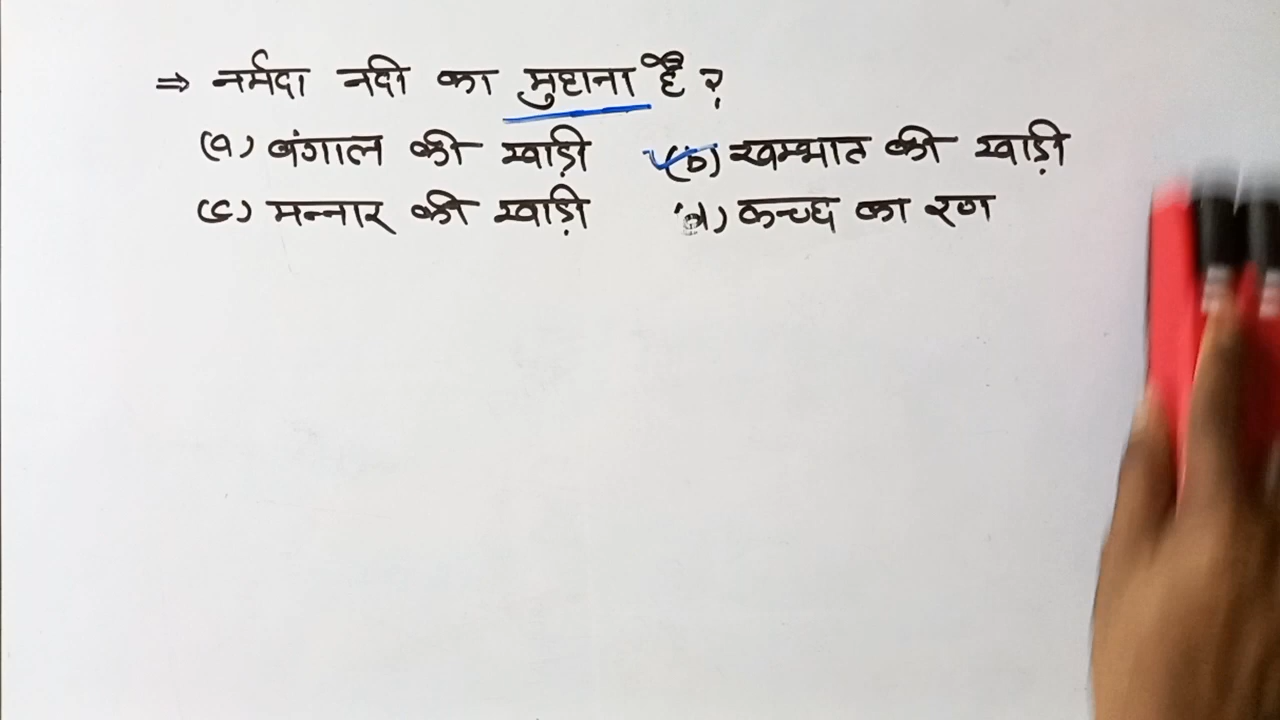 ⇒ नर्मदा नदी का मुहाना है ?
(a) बंगाल की खाड़ी (b) खम्भात की खाड़ी
(c) मन्नार की खाड़ी (d) कच्छ का रण